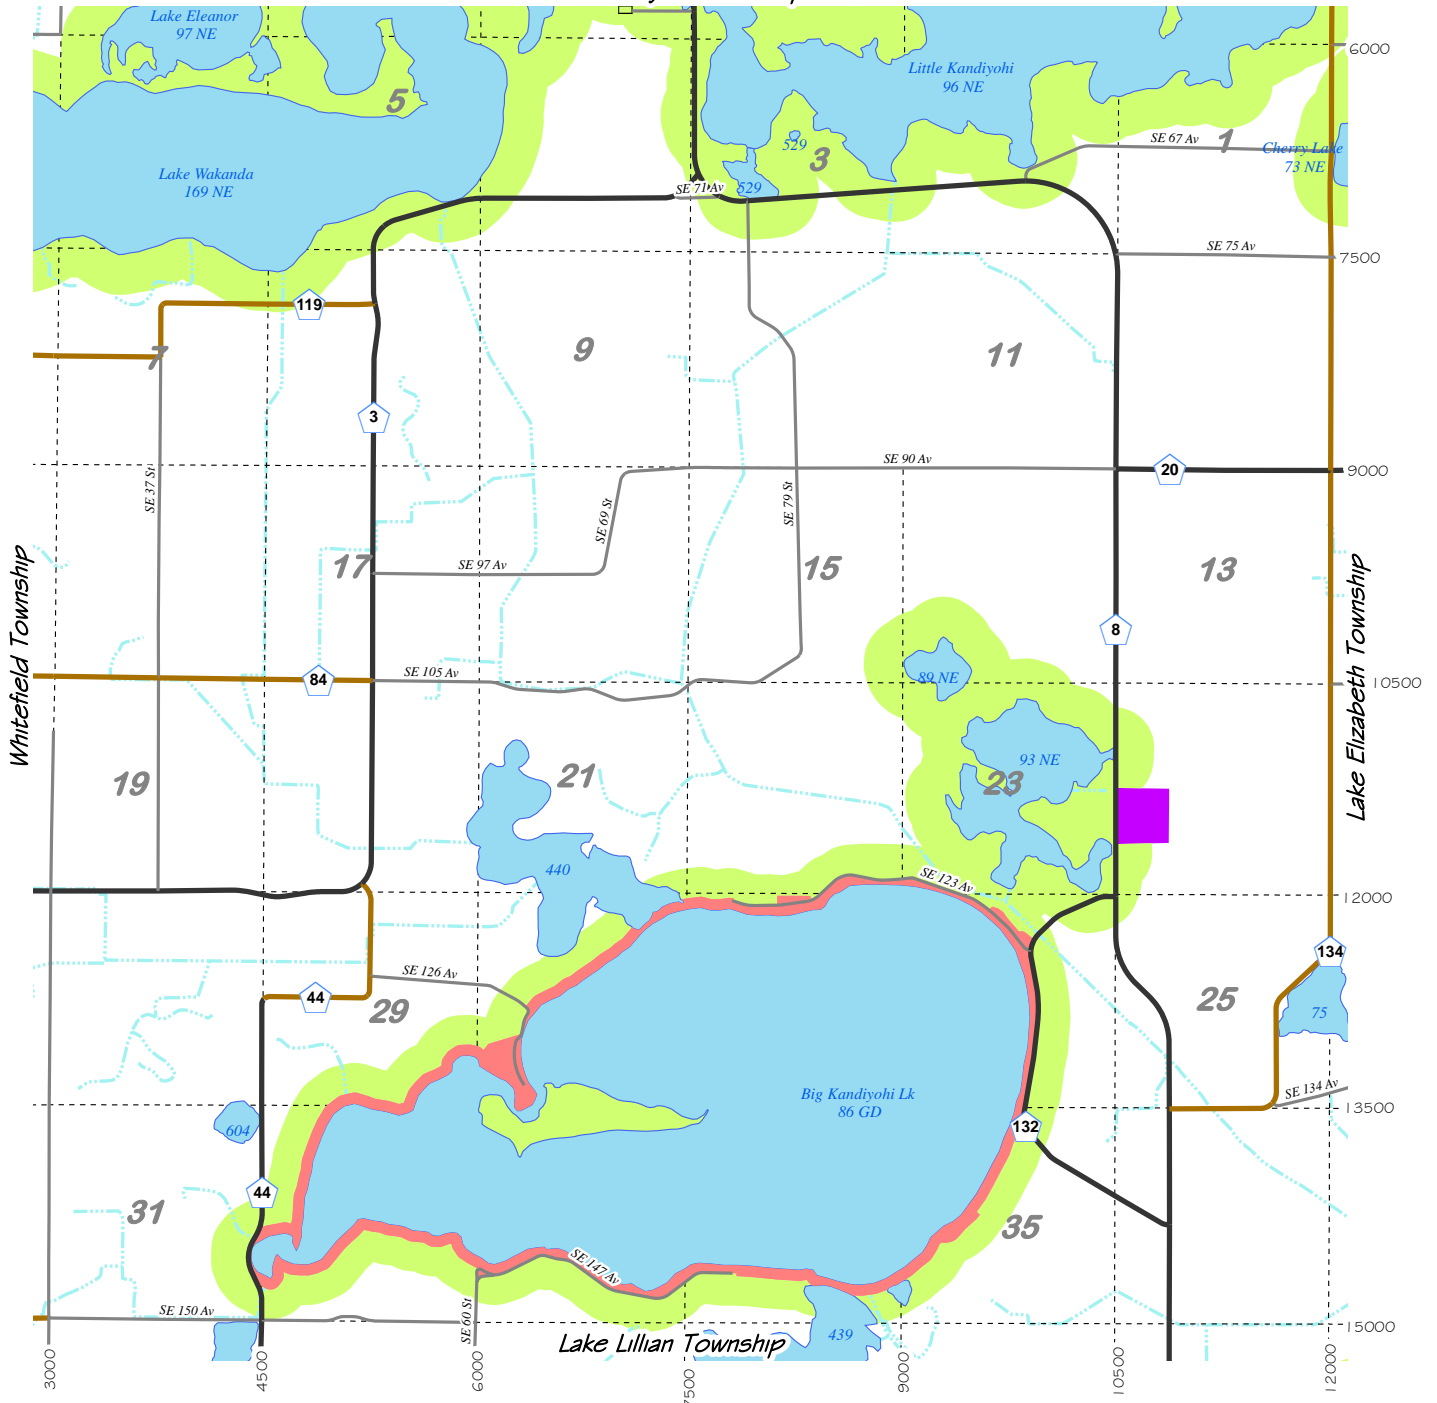 Lake Eleanor
97 NE
6000
Little Kandiyohi
96 NE
5
529
3
SE 67 Av
1
Cherry Lake
73 NE
Lake Wakanda
169 NE
SE 71 Av
529
SE 75 Av
7500
119
7
9
11
3
SE 37 St
SE 90 Av
20
9000
SE 69 St
SE 79 St
17
SE 97 Av
15
13
Whitefield Township
Lake Elizabeth Township
8
84
SE 105 Av
89 NE
10500
19
21
93 NE
23
440
SE 123 Av
12000
134
SE 126 Av
44
29
25
75
Big Kandiyohi Lk
86 GD
SE 134 Av
13500
604
132
44
31
35
SE 147 Av
SE 150 Av
SE 60 St
Lake Lillian Township
439
15000
3000
4500
6000
7500
9000
10500
12000